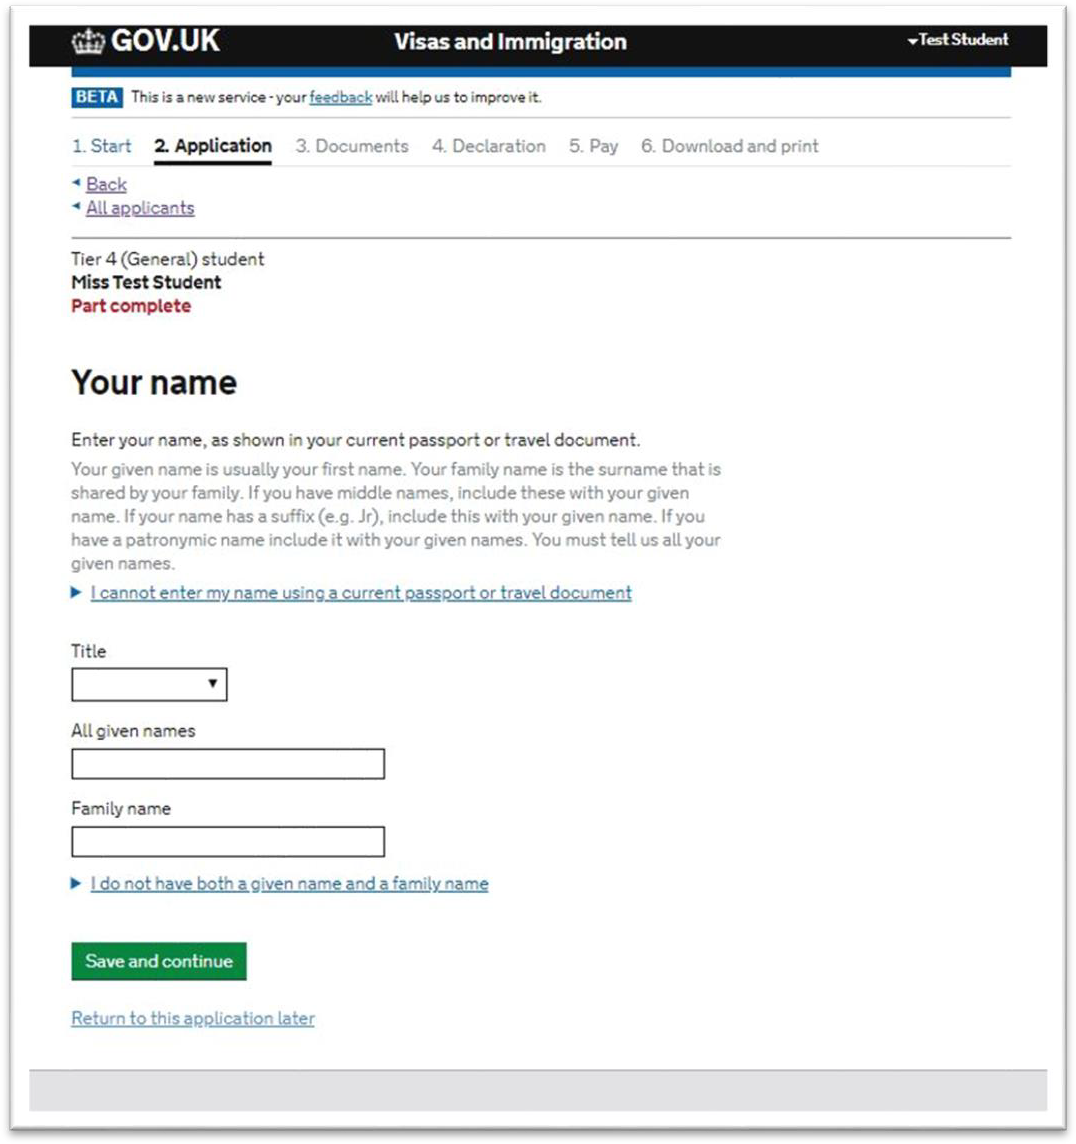 GOV.UK Visas and Immigration Test Student
BETA This is a new service - your feedback will help us to improve it.
1. Start 2. Application 3. Documents 4. Declaration 5. Pay 6. Download and print
Back
All applicants
Tier 4 (General) student
Miss Test Student
Part complete
Your name
Enter your name, as shown in your current passport or travel document.
Your given name is usually your first name. Your family name is the surname that is
shared by your family. If you have middle names, include these with your given
name. If your name has a suffix (e.g. Jr), include this with your given name. If you
have a patronymic name include it with your given names. You must tell us all your
given names.
I cannot enter my name using a current passport or travel document
Title
All given names
Family name
I do not have both a given name and a family name
Save and continue
Return to this application later